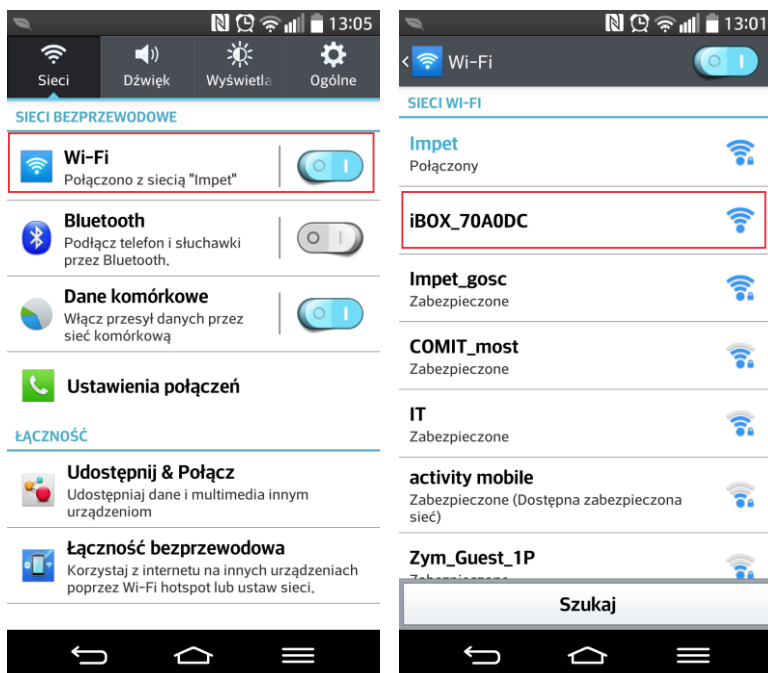 13:05
Sieci
Dźwięk
Wyświetla
Ogólne
SIECI BEZPRZEWODOWE
Wi-Fi
Połączono z siecią "Impet"
Bluetooth
Podłącz telefon i słuchawki
przez Bluetooth.
Dane komórkowe
Włącz przesył danych przez
sieć komórkową
Ustawienia połączeń
ŁĄCZNOŚĆ
Udostępnij & Połącz
Udostępniaj dane i multimedia innym
urządzeniom
Łączność bezprzewodowa
Korzystaj z internetu na innych urządzeniach
poprzez Wi-Fi hotspot lub ustaw sieci.
13:01
Wi-Fi
SIECI WI-FI
Impet
Połączony
iBOX_70A0DC
Impet_gosc
Zabezpieczone
COMIT_most
Zabezpieczone
IT
Zabezpieczone
activity mobile
Zabezpieczone (Dostępna zabezpieczona
sieć)
Zym_Guest_1P
Zabezpieczone
Szukaj